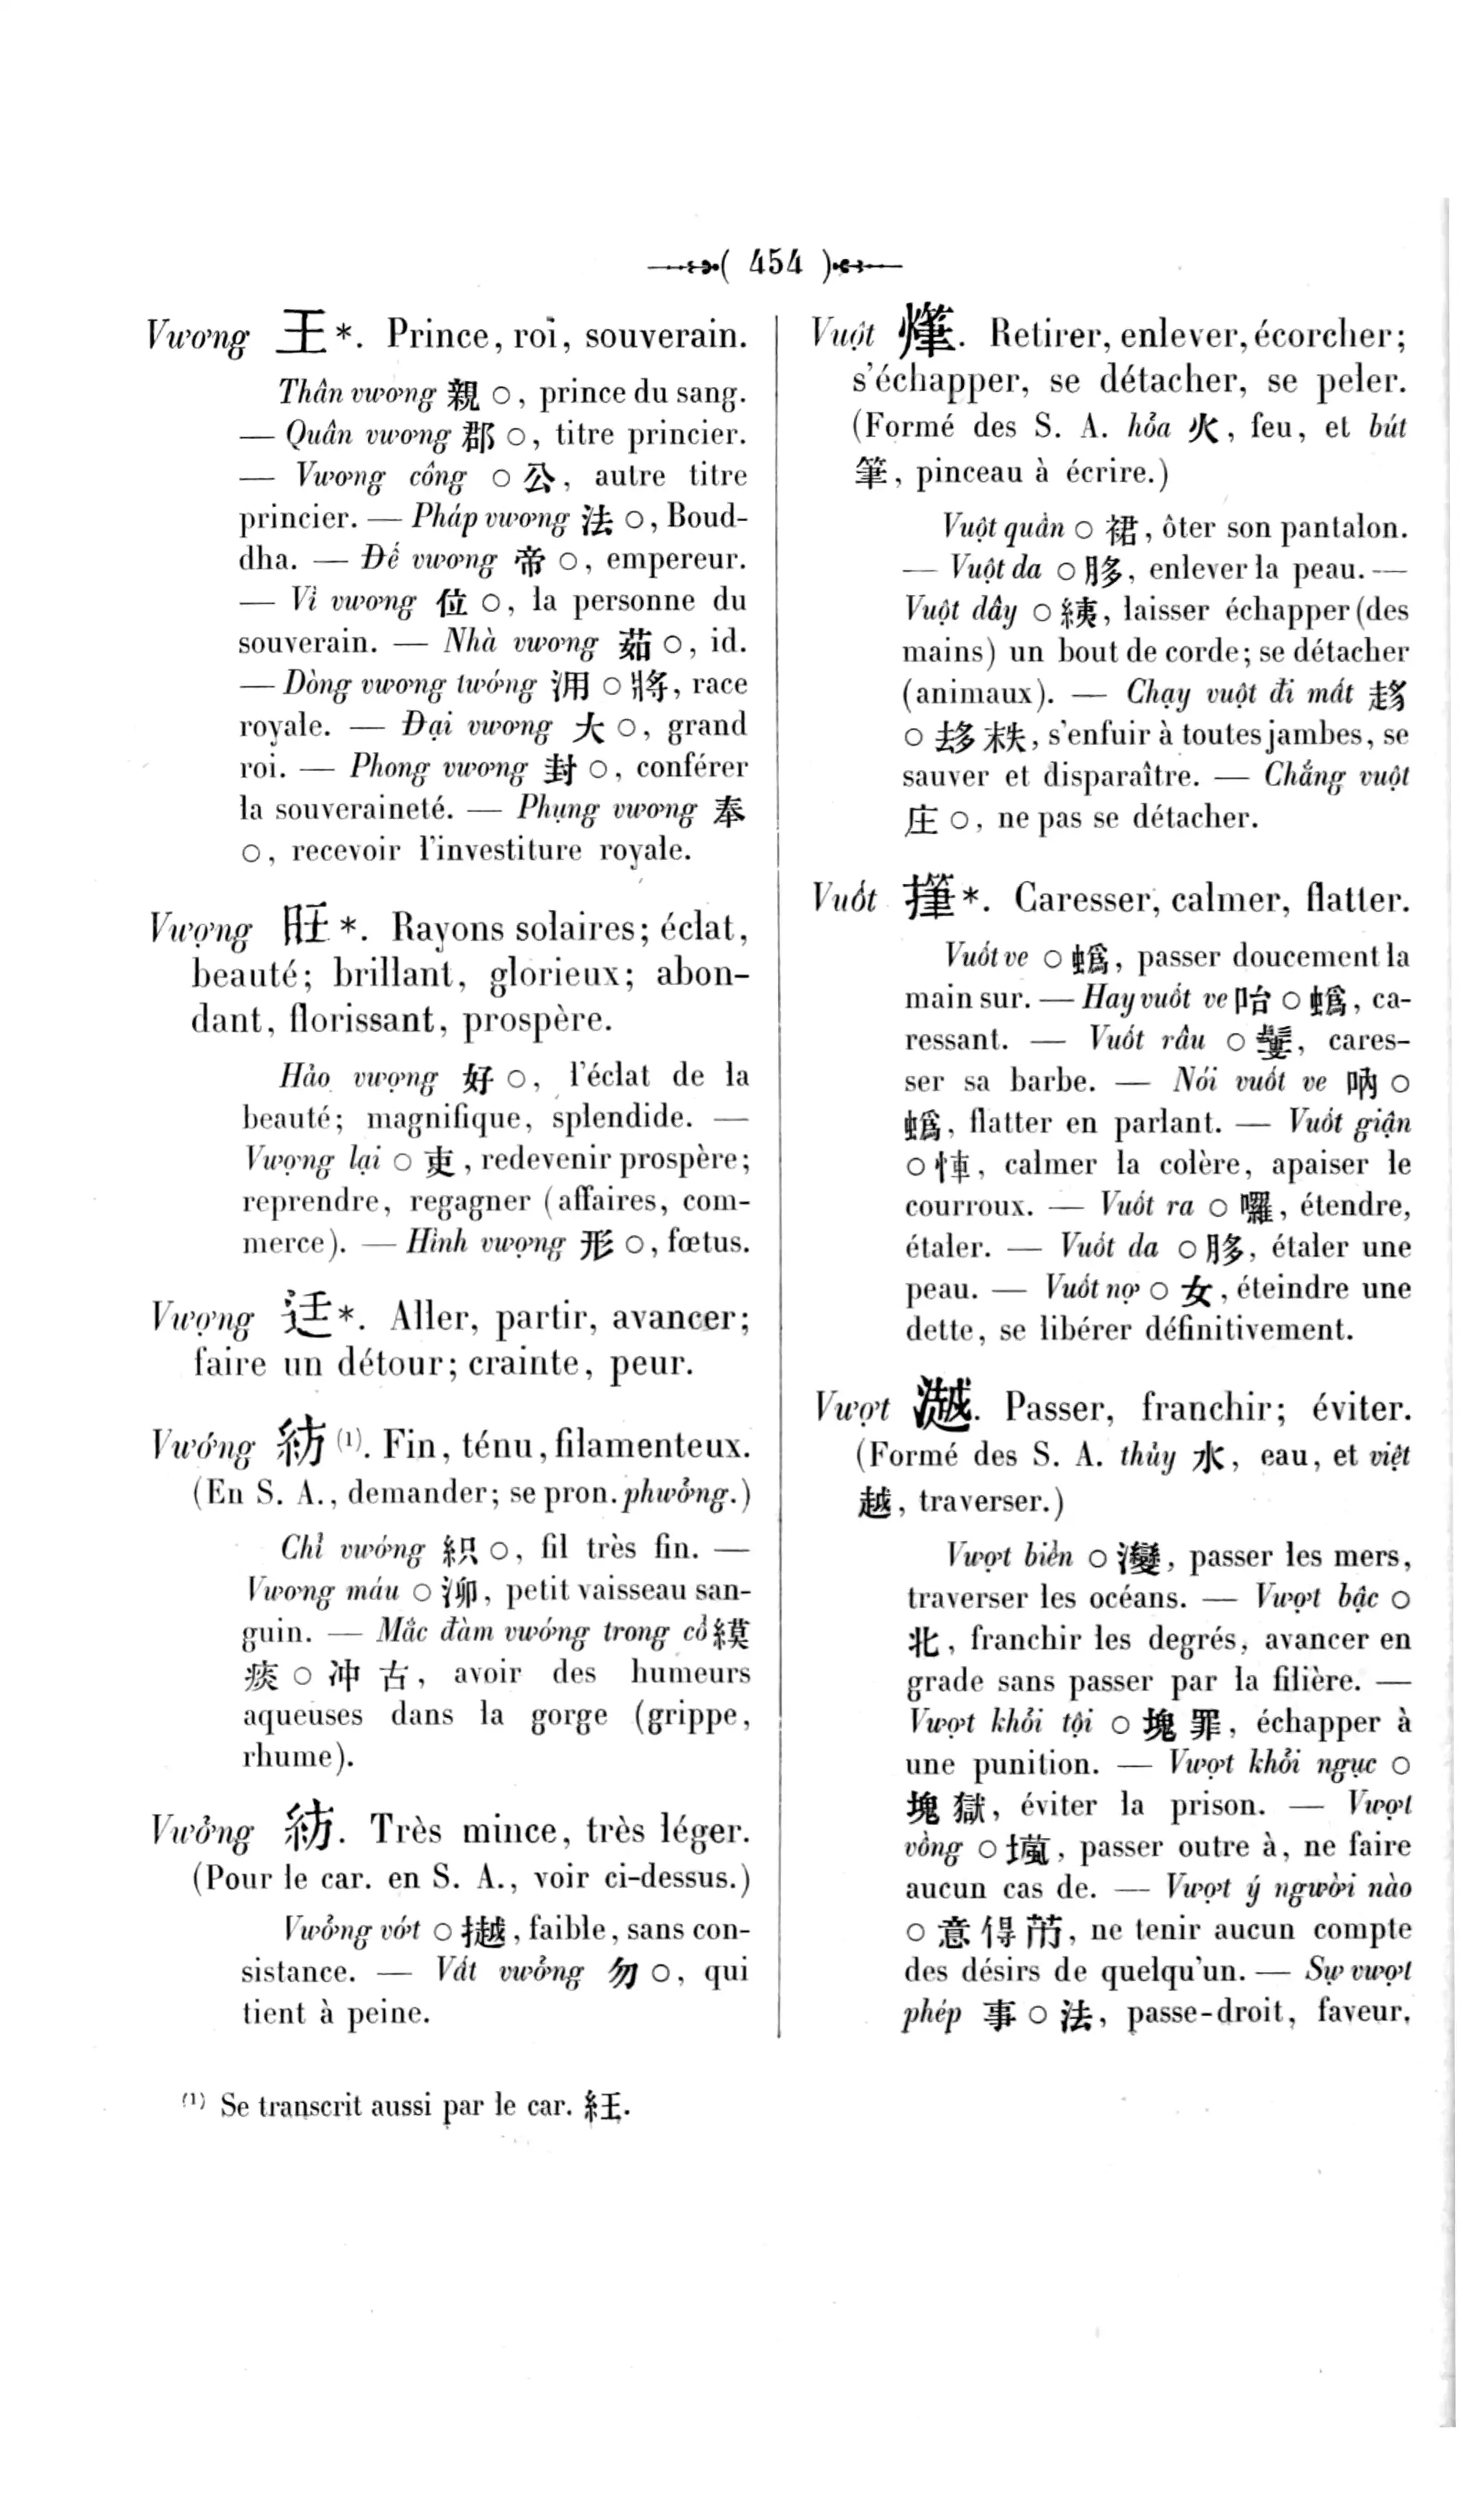 ( 454 )
Vương 王*. Prince, roi, souverain.
Thân vương 親 ○, prince du sang.
— Quân vương 郡 ○, titre princier.
— Vương công ○ 公, autre titre
princier. — Pháp vương 法 ○, Boud-
dha. — Đế vương 帝 ○, empereur.
— Vì vương 位 ○, la personne du
souverain. — Nhà vương 茹 ○, id.
— Dòng vương tướng 㳥 ○ 將, race
royale. — Đại vương 大 ○, grand
roi. — Phong vương 封 ○, conférer
la souveraineté. — Phụng vương 奉
○, recevoir l'investiture royale.
Vượng 旺*. Rayons solaires; éclat,
beauté; brillant, glorieux; abon-
dant, florissant, prospère.
Hảo vượng 好 ○, l'éclat de la
beauté; magnifique, splendide. —
Vượng lại ○ 吏, redevenir prospère;
reprendre, regagner (affaires, com-
merce). — Hình vượng 形 ○, fœtus.
Vượng 迋*. Aller, partir, avancer;
faire un détour; crainte, peur.
Vướng 紡 (1). Fin, ténu, filamenteux.
(En S. A., demander; se pron. phưởng.)
Chỉ vướng 織 ○, fil très fin. —
Vương máu ○ 泖, petit vaisseau san-
guin. — Mắc đàm vướng trong cổ 縸
痰 ○ 冲 古, avoir des humeurs
aqueuses dans la gorge (grippe,
rhume).
Vưởng 紡. Très mince, très léger.
(Pour le car. en S. A., voir ci-dessus.)
Vưởng vớt ○ 𢴑, faible, sans con-
sistance. — Vất vưởng 勿 ○, qui
tient à peine.
(1) Se transcrit aussi par le car. 紝.
Vuột 熚. Retirer, enlever, écorcher;
s'échapper, se détacher, se peler.
(Formé des S. A. hỏa 火, feu, et bút
筆, pinceau à écrire.)
Vuột quần ○ 裙, ôter son pantalon.
— Vuột da ○ 胗, enlever la peau. —
Vuột dây ○ 綀, laisser échapper (des
mains) un bout de corde; se détacher
(animaux). — Chạy vuột đi mất 趍
○ 𠫾 秩, s'enfuir à toutes jambes, se
sauver et disparaître. — Chẳng vuột
庄 ○, ne pas se détacher.
Vuốt *. Caresser, calmer, flatter.
Vuốt ve ○ 蟡, passer doucement la
main sur. — Hay vuốt ve 咍 ○ 蟡, ca-
ressant. — Vuốt râu ○ 鬚, cares-
ser sa barbe. — Nói vuốt ve 吶 ○
蟡, flatter en parlant. — Vuốt giận
○ 㥔, calmer la colère, apaiser le
courroux. — Vuốt ra ○ 囉, étendre,
étaler. — Vuốt da ○ 胗, étaler une
peau. — Vuốt nợ ○ 女, éteindre une
dette, se libérer définitivement.
Vượt 𣾼. Passer, franchir; éviter.
(Formé des S. A. thủy 水, eau, et việt
越, traverser.)
Vượt biển ○ 灓, passer les mers,
traverser les océans. — Vượt bậc ○
北, franchir les degrés, avancer en
grade sans passer par la filière. —
Vượt khỏi tội ○ 塊 罪, échapper à
une punition. — Vượt khỏi ngục ○
塊 獄, éviter la prison. — Vượt
vòng ○, passer outre à, ne faire
aucun cas de. — Vượt ý người nào
○ 意 㝵 芇, ne tenir aucun compte
des désirs de quelqu'un. — Sự vượt
phép 事 ○ 法, passe-droit, faveur,